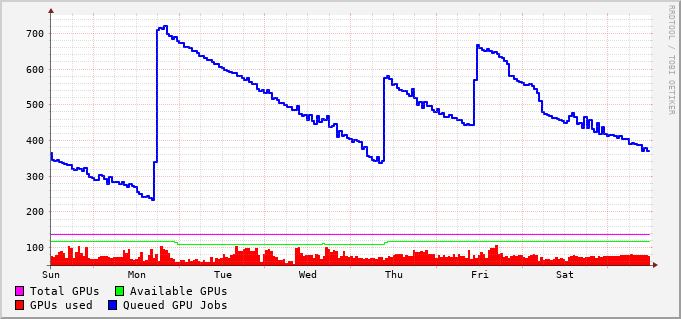 RRDTOOL / TOBI OETIKER
700
600
500
400
300
200
100
Sun Mon Tue Wed Thu Fri Sat
Total GPUs Available GPUs
GPUs used Queued GPU Jobs